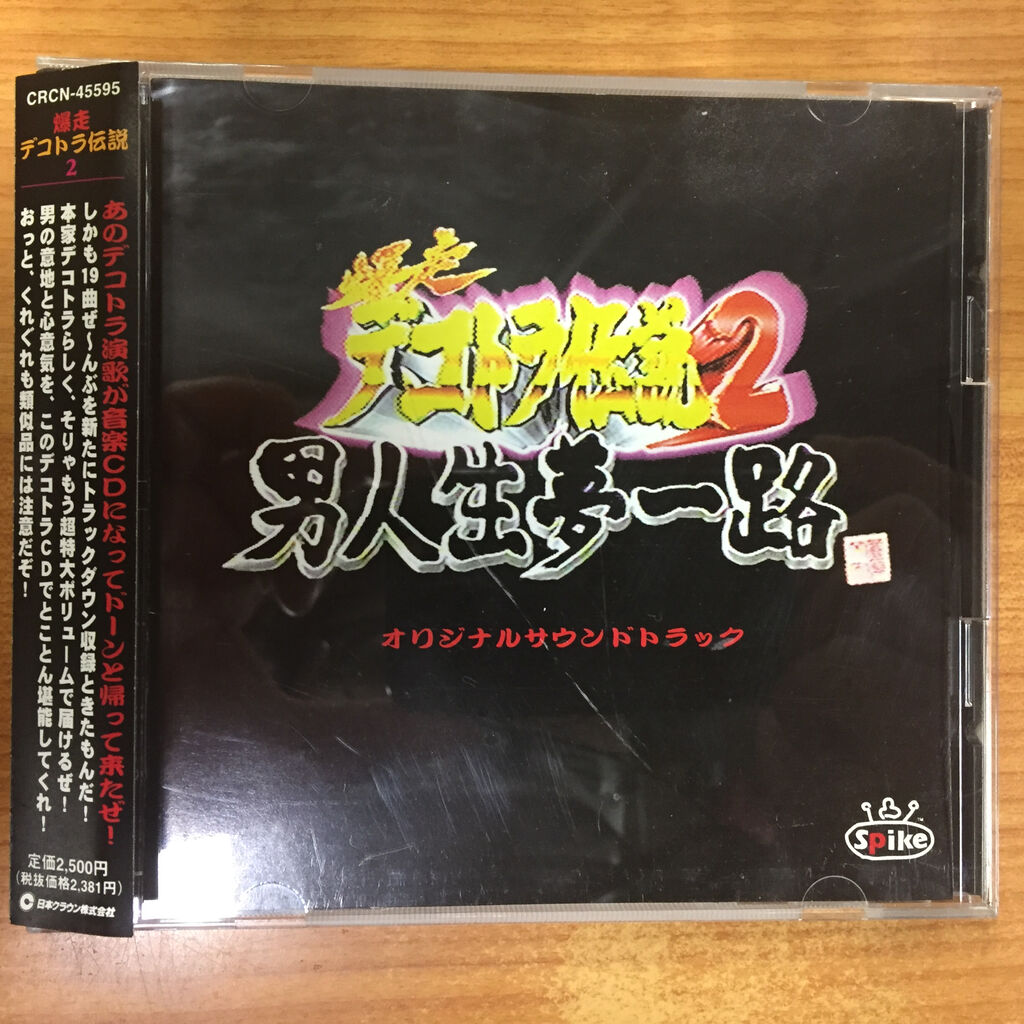 CRCN-45595
爆走
デコトラ伝説
2
あのデコトラ演歌が音楽CDになってドーンと帰って来たぜ！
しかも19曲ぜ〜んぶを新たにトラックダウン収録ときたもんだ！
本家デコトラらしく、そりゃもう超特大ボリュームで届けるぜ！
男の意地と心意気を、このデコトラCDでとことん堪能してくれ！
おっと、くれぐれも類似品には注意だぞ！
定価2,500円
(税抜価格2,381円)
日本クラウン株式会社
爆走
デコトラ伝説2
男人生夢一路
オリジナルサウンドトラック
Spike
TM